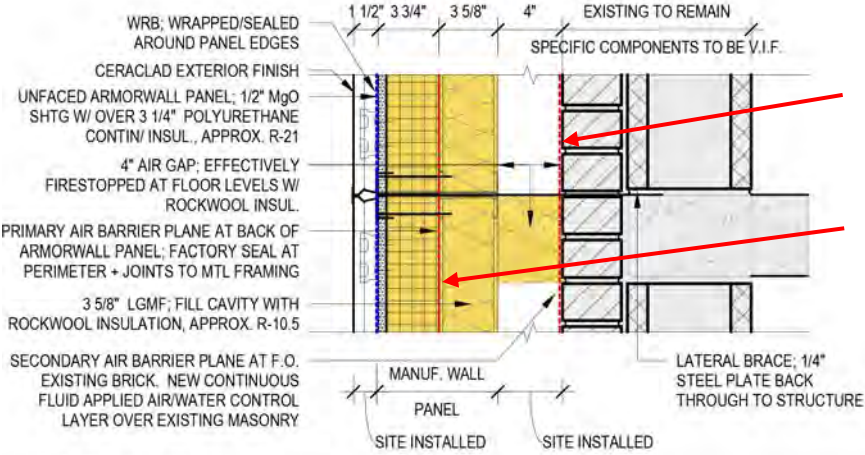 1 1/2" 3 3/4" 3 5/8" 4" EXISTING TO REMAIN
SPECIFIC COMPONENTS TO BE V.I.F.
WRB; WRAPPED/SEALED
AROUND PANEL EDGES
CERACLAD EXTERIOR FINISH
UNFACED ARMORWALL PANEL; 1/2" MgO
SHTG W/ OVER 3 1/4" POLYURETHANE
CONTIN/ INSUL., APPROX. R-21
4" AIR GAP; EFFECTIVELY
FIRESTOPPED AT FLOOR LEVELS W/
ROCKWOOL INSUL.
PRIMARY AIR BARRIER PLANE AT BACK OF
ARMORWALL PANEL; FACTORY SEAL AT
PERIMETER + JOINTS TO MTL FRAMING
3 5/8" LGMF; FILL CAVITY WITH
ROCKWOOL INSULATION, APPROX. R-10.5
SECONDARY AIR BARRIER PLANE AT F.O.
EXISTING BRICK. NEW CONTINUOUS
FLUID APPLIED AIR/WATER CONTROL
LAYER OVER EXISTING MASONRY
MANUF. WALL
PANEL
SITE INSTALLED
SITE INSTALLED
LATERAL BRACE; 1/4"
STEEL PLATE BACK
THROUGH TO STRUCTURE